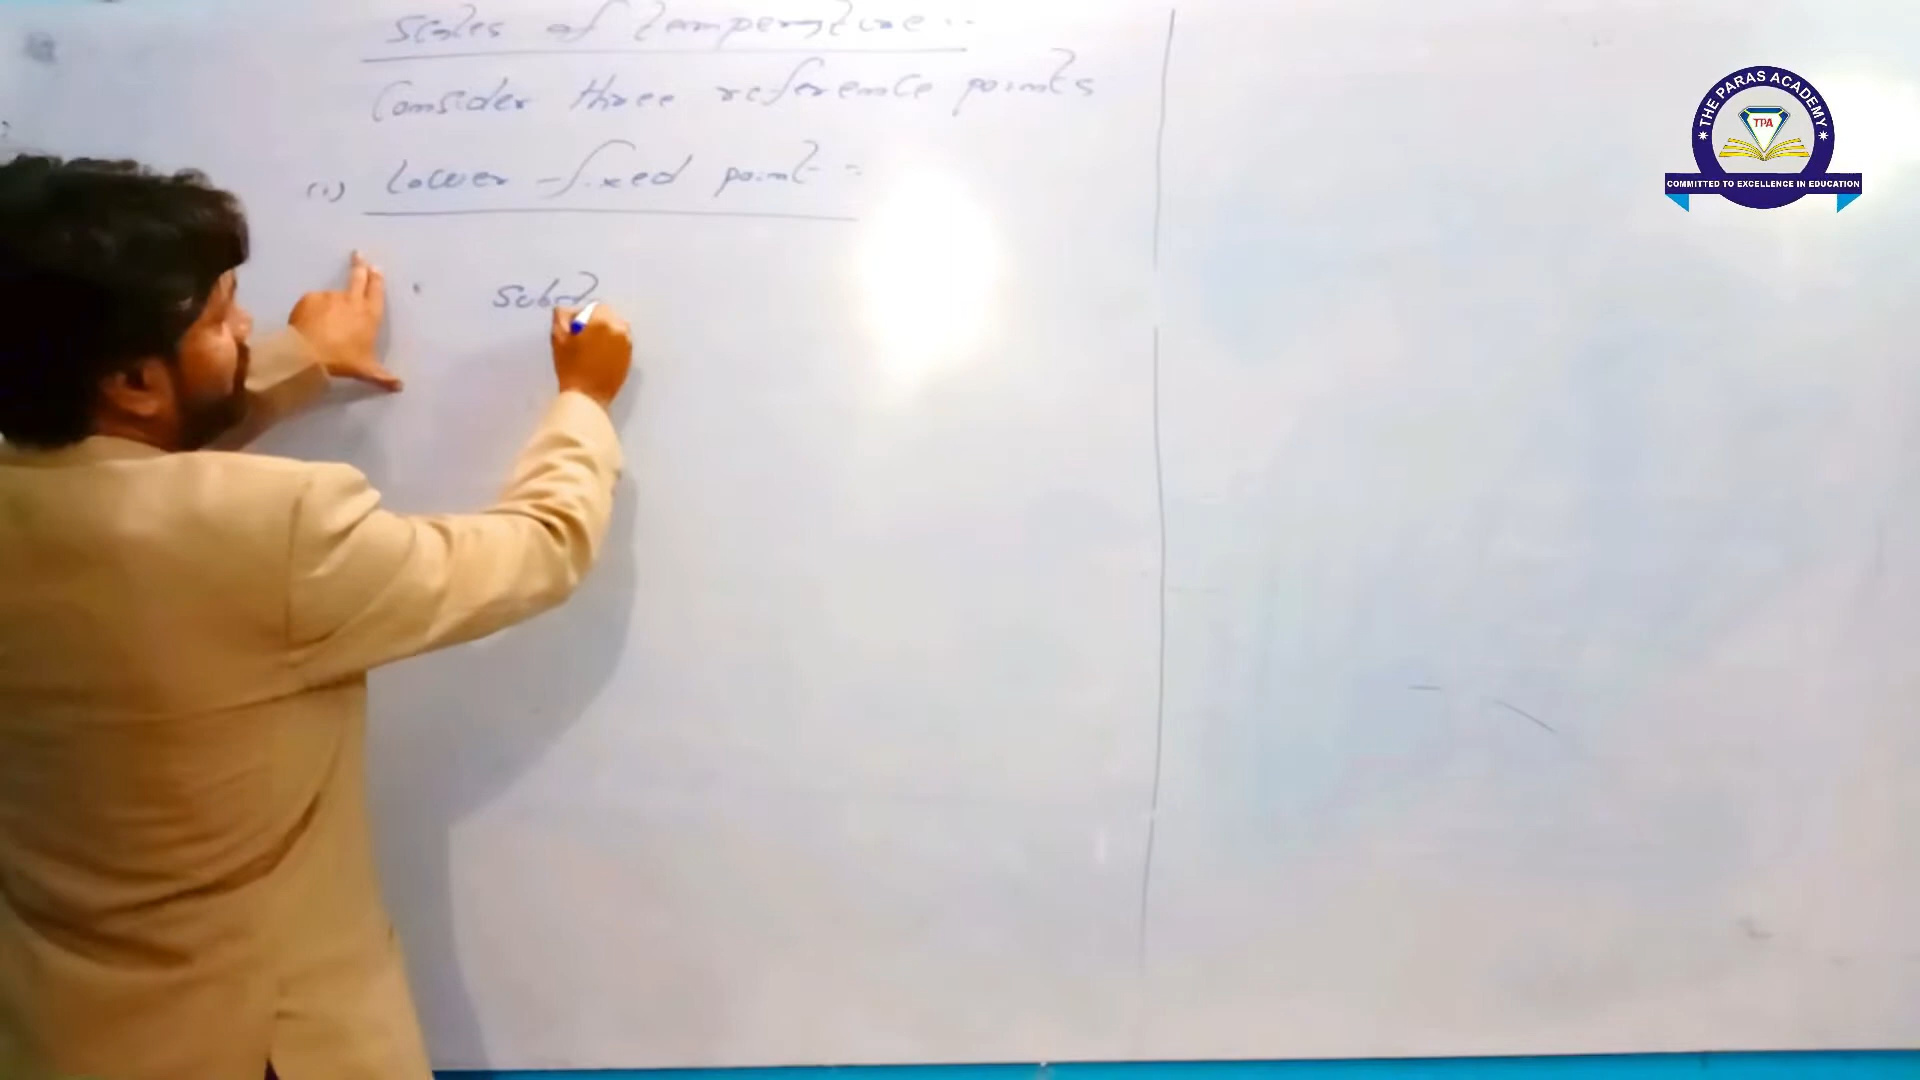 Scales of temperature :-
Consider three reference points
(i) Lower fixed point :-
THE PARAS ACADEMY
TPA
COMMITTED TO EXCELLENCE IN EDUCATION